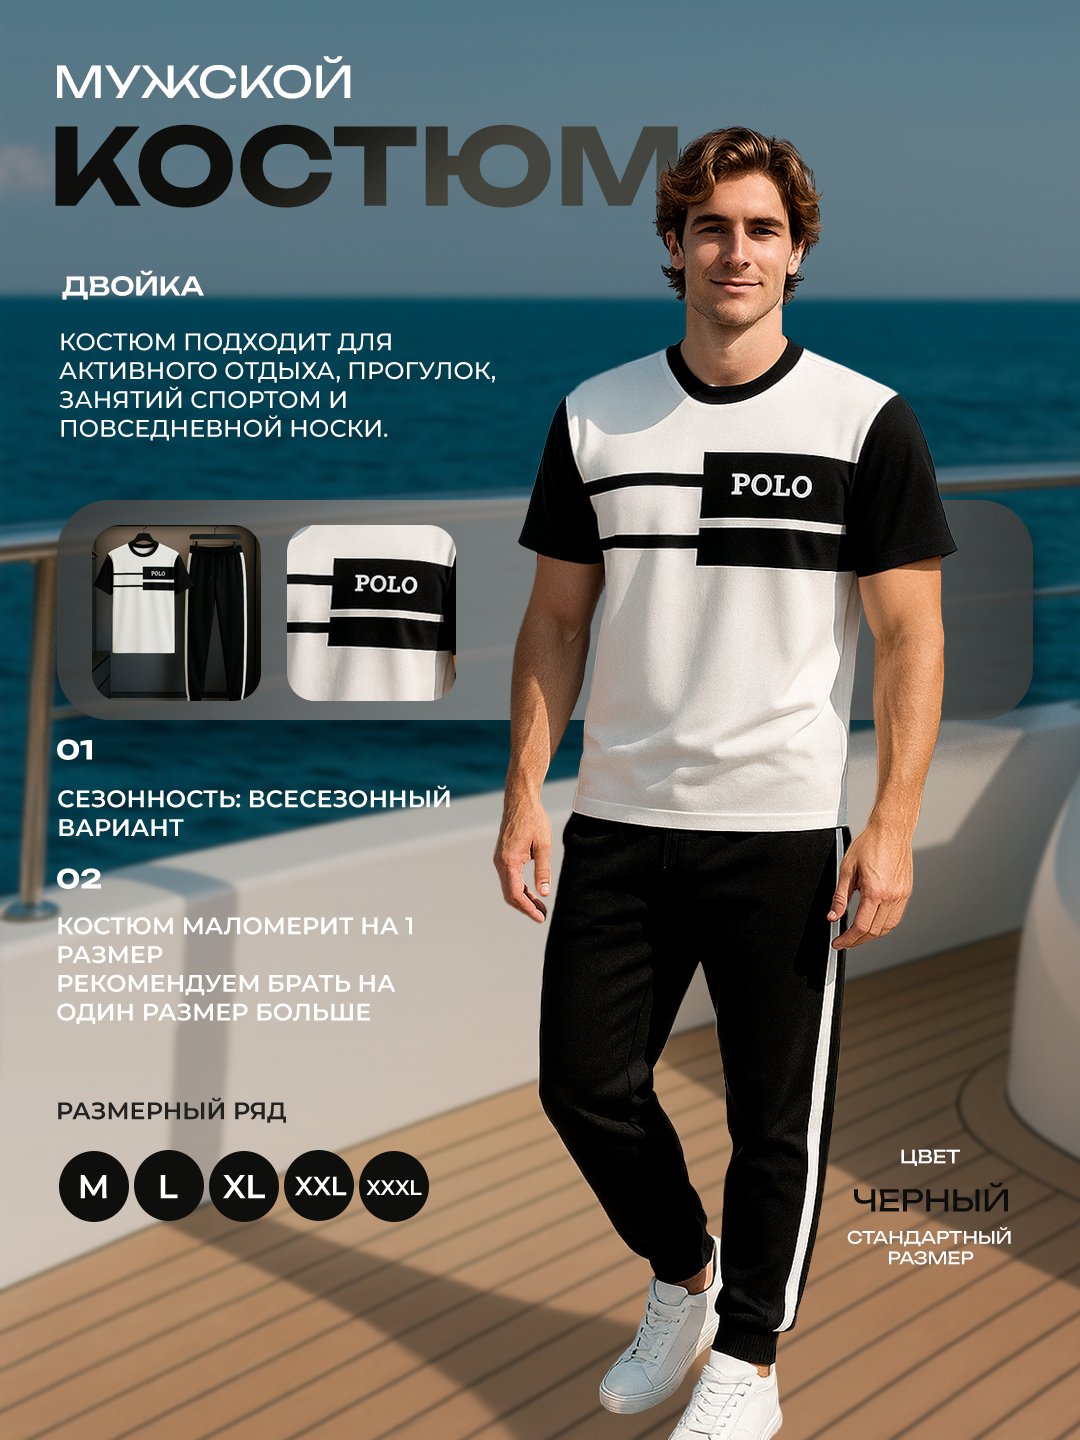 МУЖСКОЙ
КОСТЮМ
ДВОЙКА
КОСТЮМ ПОДХОДИТ ДЛЯ
АКТИВНОГО ОТДЫХА, ПРОГУЛОК,
ЗАНЯТИЙ СПОРТОМ И
ПОВСЕДНЕВНОЙ НОСКИ.
POLO
POLO
POLO
01
СЕЗОННОСТЬ: ВСЕСЕЗОННЫЙ
ВАРИАНТ
02
КОСТЮМ МАЛОМЕРИТ НА 1
РАЗМЕР
РЕКОМЕНДУЕМ БРАТЬ НА
ОДИН РАЗМЕР БОЛЬШЕ
РАЗМЕРНЫЙ РЯД
M L XL XXL XXXL
ЦВЕТ
ЧЕРНЫЙ
СТАНДАРТНЫЙ
РАЗМЕР